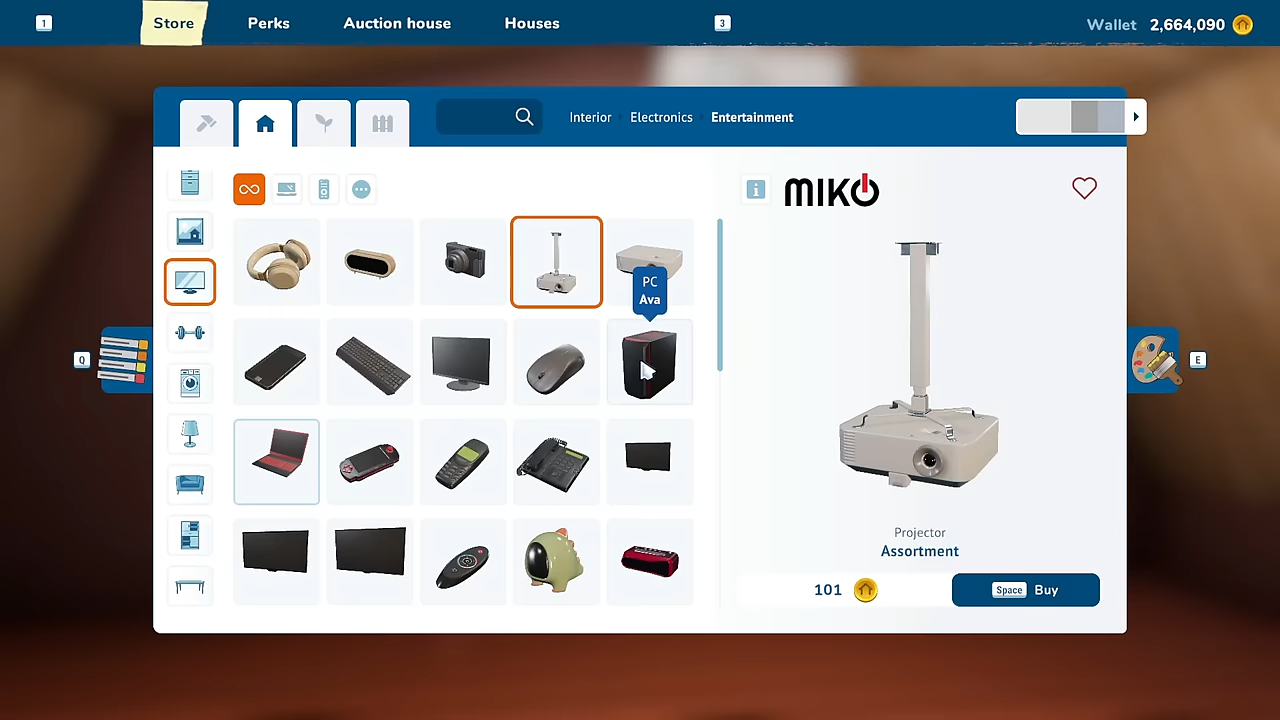 1
Store
Perks
Auction house
Houses
3
Wallet 2,664,090
Interior
Electronics
Entertainment
i
MIKO
PC
Ava
Q
E
Projector
Assortment
101
Space
Buy